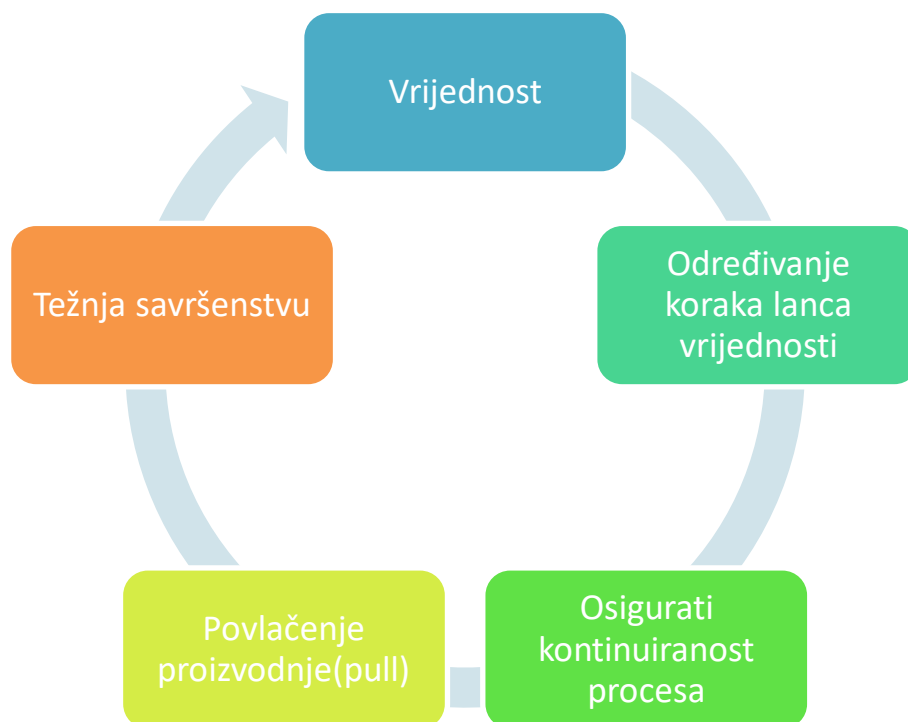 Vrijednost
Određivanje
koraka lanca
vrijednosti
Osigurati
kontinuiranost
procesa
Povlačenje
proizvodnje(pull)
Težnja savršenstvu